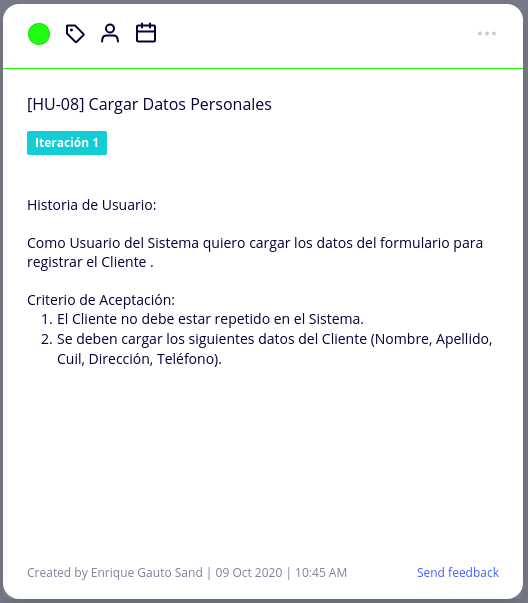 [HU-08] Cargar Datos Personales
Iteración 1
Historia de Usuario:
Como Usuario del Sistema quiero cargar los datos del formulario para
registrar el Cliente .
Criterio de Aceptación:
1. El Cliente no debe estar repetido en el Sistema.
2. Se deben cargar los siguientes datos del Cliente (Nombre, Apellido,
Cuil, Dirección, Teléfono).
Created by Enrique Gauto Sand | 09 Oct 2020 | 10:45 AM
Send feedback